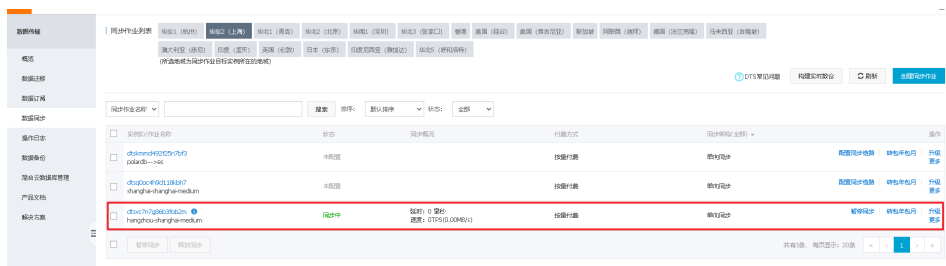 数据传输
同步作业列表 华东1（杭州） 华东2（上海） 华北1（青岛） 华北2（北京） 华南1（深圳） 华北3（张家口） 香港 美国（硅谷） 美国（弗吉尼亚） 新加坡 阿联酋（迪拜） 德国（法兰克福） 马来西亚（吉隆坡）
澳大利亚（悉尼） 印度（孟买） 英国（伦敦） 日本（东京） 印度尼西亚（雅加达） 华北5（呼和浩特）
(所选地域为同步作业目标实例所在的地域)
概览
数据迁移
数据订阅
数据同步
操作日志
数据备份
混合云数据库管理
产品文档
解决方案
DTS常见问题 构建实时数仓 刷新 创建同步作业
同步作业名称 搜索 排序： 默认排序 状态： 全部
实例ID/作业名称 状态 同步概况 付费方式 同步架构(全部) 操作
未配置 按量付费 单向同步 配置同步链路 转包年包月 升级
polardb--->es 更多
未配置 按量付费 单向同步 配置同步链路 转包年包月 升级
shanghai-shanghai-medium 更多
同步中 延时：0 毫秒 按量付费 单向同步 暂停同步 转包年包月 升级
hangzhou-shanghai-medium 速度：0TPS(0.00MB/s) 更多
暂停同步 释放同步 共有3条，每页显示：20条 « ‹ 1 › »